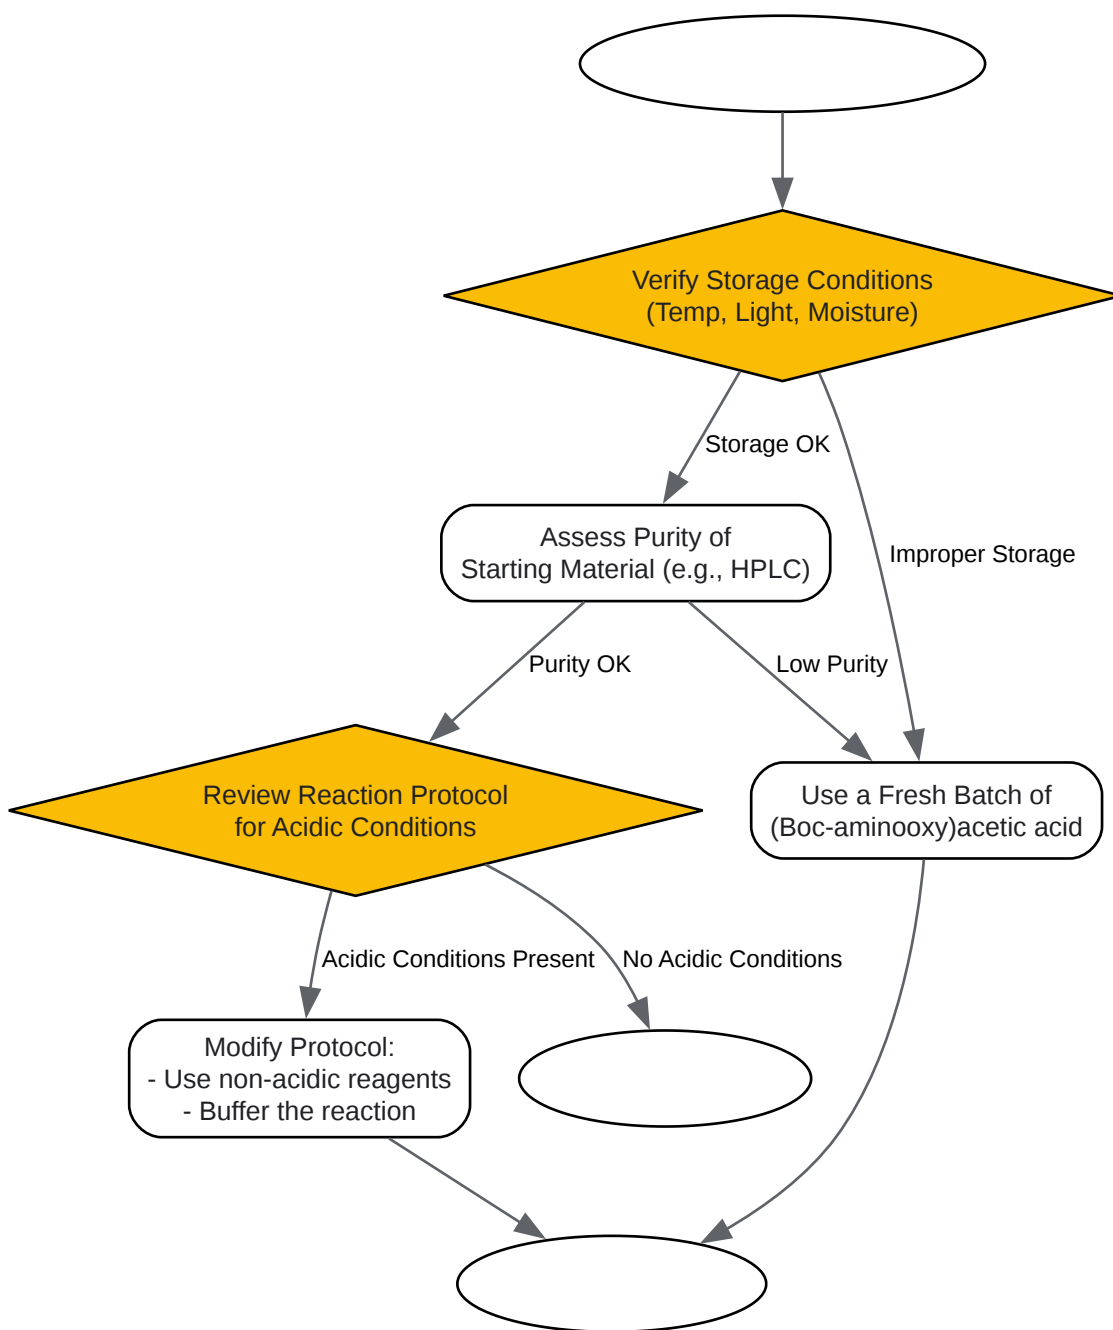 Verify Storage Conditions
(Temp, Light, Moisture)
Storage OK
Assess Purity of
Starting Material (e.g., HPLC)
Improper Storage
Purity OK
Low Purity
Review Reaction Protocol
for Acidic Conditions
Use a Fresh Batch of
(Boc-aminooxy)acetic acid
Acidic Conditions Present
No Acidic Conditions
Modify Protocol:
- Use non-acidic reagents
- Buffer the reaction